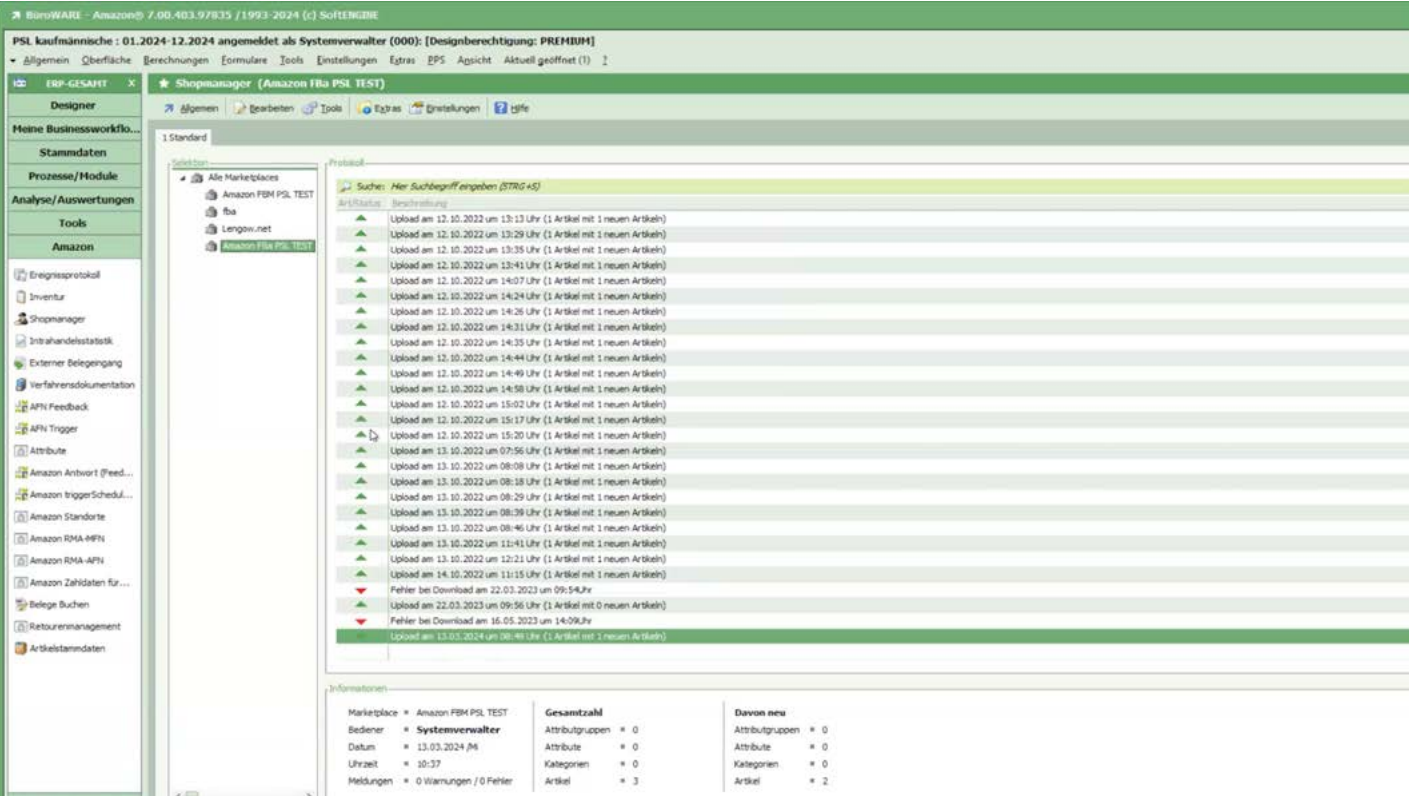 BüroWARE - Amazon® 7.00.403.97835 /1993-2024 (c) SoftENGINE
PSL kaufmännische : 01.2024-12.2024 angemeldet als Systemverwalter (000): [Designberechtigung: PREMIUM]
Allgemein Oberfläche Berechnungen Formulare Tools Einstellungen Extras PPS Ansicht Aktuell geöffnet (1) ?
ERP-GESAMT X
Shopmanager (Amazon FBa PSL TEST)
Designer
Meine Businessworkflo...
Stammdaten
Prozesse/Module
Analyse/Auswertungen
Tools
Amazon
Ereignisprotokoll
Inventur
Shopmanager
Intrahandelsstatistik
Externer Belegeingang
Verfahrensdokumentation
AFN Feedback
AFN Trigger
Attribute
Amazon Antwort (Feed...
Amazon triggerSchedul...
Amazon Standorte
Amazon RMA-MFN
Amazon RMA-AFN
Amazon Zahldaten für...
Belege Buchen
Retourenmanagement
Artikelstammdaten
Allgemein Bearbeiten Tools Extras Einstellungen Hilfe
1 Standard
Selektion
Alle Marketplaces
Amazon FBM PSL TEST
fba
Lengow.net
Amazon FBa PSL TEST
Protokoll
Suche: Hier Suchbegriff eingeben (STRG+S)
Art/Status Beschreibung
Upload am 12.10.2022 um 13:13 Uhr (1 Artikel mit 1 neuen Artikeln)
Upload am 12.10.2022 um 13:29 Uhr (1 Artikel mit 1 neuen Artikeln)
Upload am 12.10.2022 um 13:35 Uhr (1 Artikel mit 1 neuen Artikeln)
Upload am 12.10.2022 um 13:41 Uhr (1 Artikel mit 1 neuen Artikeln)
Upload am 12.10.2022 um 14:07 Uhr (1 Artikel mit 1 neuen Artikeln)
Upload am 12.10.2022 um 14:24 Uhr (1 Artikel mit 1 neuen Artikeln)
Upload am 12.10.2022 um 14:26 Uhr (1 Artikel mit 1 neuen Artikeln)
Upload am 12.10.2022 um 14:31 Uhr (1 Artikel mit 1 neuen Artikeln)
Upload am 12.10.2022 um 14:35 Uhr (1 Artikel mit 1 neuen Artikeln)
Upload am 12.10.2022 um 14:44 Uhr (1 Artikel mit 1 neuen Artikeln)
Upload am 12.10.2022 um 14:49 Uhr (1 Artikel mit 1 neuen Artikeln)
Upload am 12.10.2022 um 14:58 Uhr (1 Artikel mit 1 neuen Artikeln)
Upload am 12.10.2022 um 15:02 Uhr (1 Artikel mit 1 neuen Artikeln)
Upload am 12.10.2022 um 15:17 Uhr (1 Artikel mit 1 neuen Artikeln)
Upload am 12.10.2022 um 15:20 Uhr (1 Artikel mit 1 neuen Artikeln)
Upload am 13.10.2022 um 07:56 Uhr (1 Artikel mit 1 neuen Artikeln)
Upload am 13.10.2022 um 08:08 Uhr (1 Artikel mit 1 neuen Artikeln)
Upload am 13.10.2022 um 08:18 Uhr (1 Artikel mit 1 neuen Artikeln)
Upload am 13.10.2022 um 08:29 Uhr (1 Artikel mit 1 neuen Artikeln)
Upload am 13.10.2022 um 08:39 Uhr (1 Artikel mit 1 neuen Artikeln)
Upload am 13.10.2022 um 08:46 Uhr (1 Artikel mit 1 neuen Artikeln)
Upload am 13.10.2022 um 11:41 Uhr (1 Artikel mit 1 neuen Artikeln)
Upload am 13.10.2022 um 12:21 Uhr (1 Artikel mit 1 neuen Artikeln)
Upload am 14.10.2022 um 11:15 Uhr (1 Artikel mit 1 neuen Artikeln)
Fehler bei Download am 22.03.2023 um 09:54Uhr
Upload am 22.03.2023 um 09:56 Uhr (1 Artikel mit 0 neuen Artikeln)
Fehler bei Download am 16.05.2023 um 14:09Uhr
Upload am 13.03.2024 um 08:48 Uhr (1 Artikel mit 1 neuen Artikeln)
Informationen
Marketplace = Amazon FBM PSL TEST Gesamtzahl Davon neu
Bediener = Systemverwalter Attributgruppen = 0 Attributgruppen = 0
Datum = 13.03.2024 /Mi Attribute = 0 Attribute = 0
Uhrzeit = 10:37 Kategorien = 0 Kategorien = 0
Meldungen = 0 Warnungen / 0 Fehler Artikel = 3 Artikel = 2